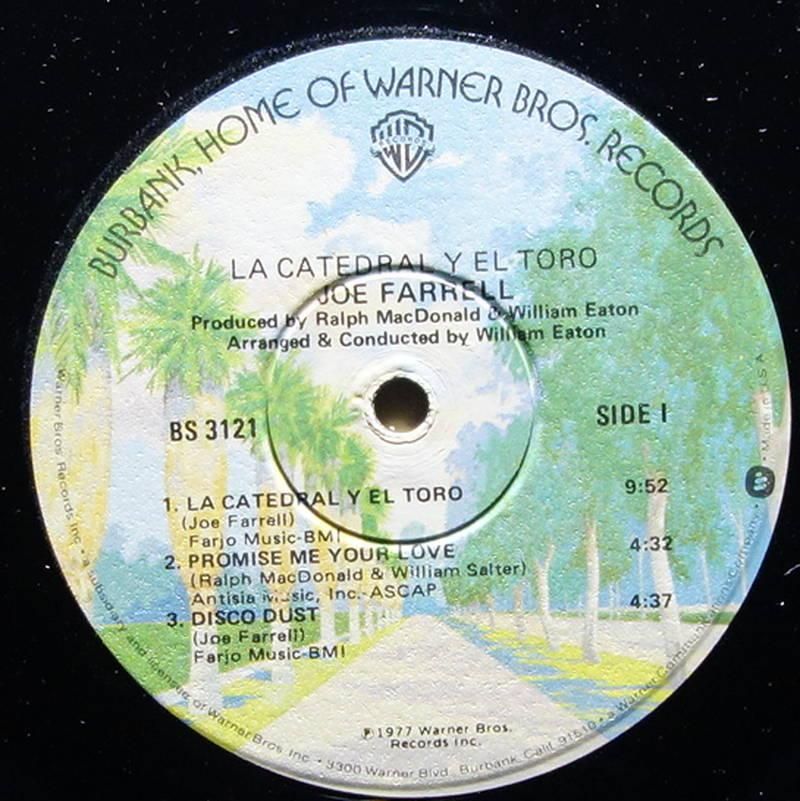 BURBANK, HOME OF WARNER BROS. RECORDS
RECORDS
LA CATEDRAL Y EL TORO
JOE FARRELL
Produced by Ralph MacDonald & William Eaton
Arranged & Conducted by William Eaton
BS 3121
SIDE I
1. LA CATEDRAL Y EL TORO 9:52
(Joe Farrell)
Farjo Music-BMI
2. PROMISE ME YOUR LOVE 4:32
(Ralph MacDonald & William Salter)
Antisia Music, Inc.-ASCAP
3. DISCO DUST 4:37
(Joe Farrell)
Farjo Music-BMI
℗1977 Warner Bros.
Records Inc.
Warner Bros. Records Inc. • a subsidiary and licensee of Warner Bros. Inc. • 3300 Warner Blvd., Burbank, Calif. 91510 • a Warner Communications Company • Made in U.S.A.